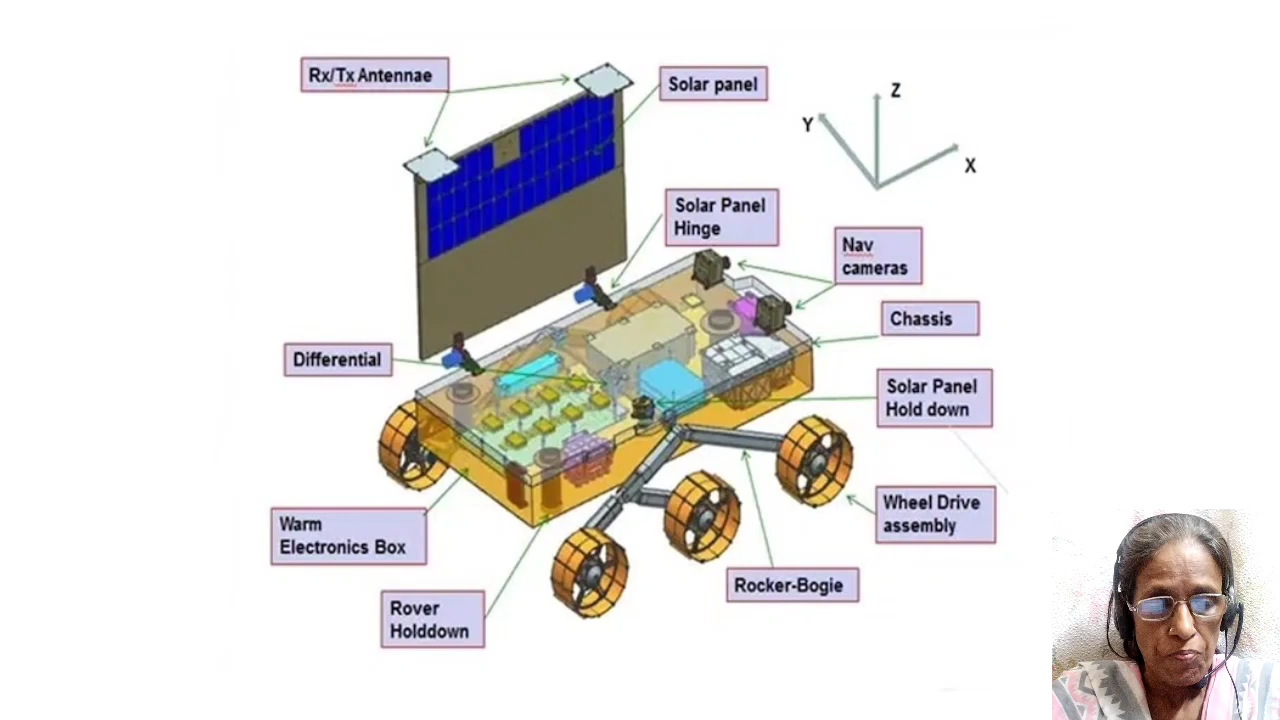 Rx/Tx Antennae
Solar panel
Z
Y
X
Solar Panel
Hinge
Nav
cameras
Chassis
Differential
Solar Panel
Hold down
Wheel Drive
assembly
Warm
Electronics Box
Rocker-Bogie
Rover
Holddown